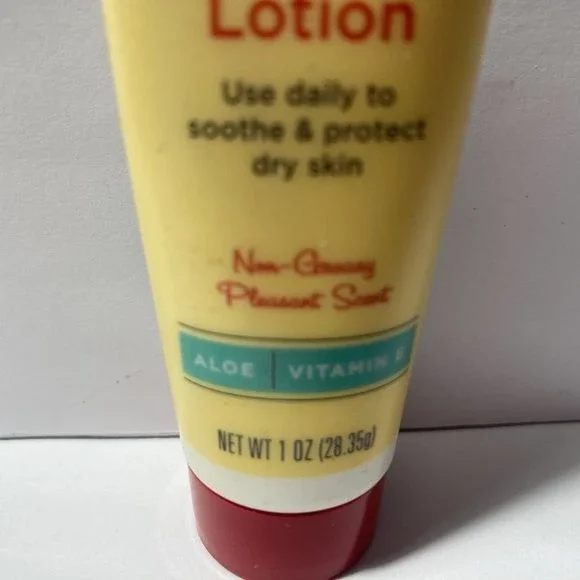 Lotion
Use daily to
soothe & protect
dry skin
Non-Greasy
Pleasant Scent
ALOE | VITAMIN E
NET WT 1 OZ (28.35g)